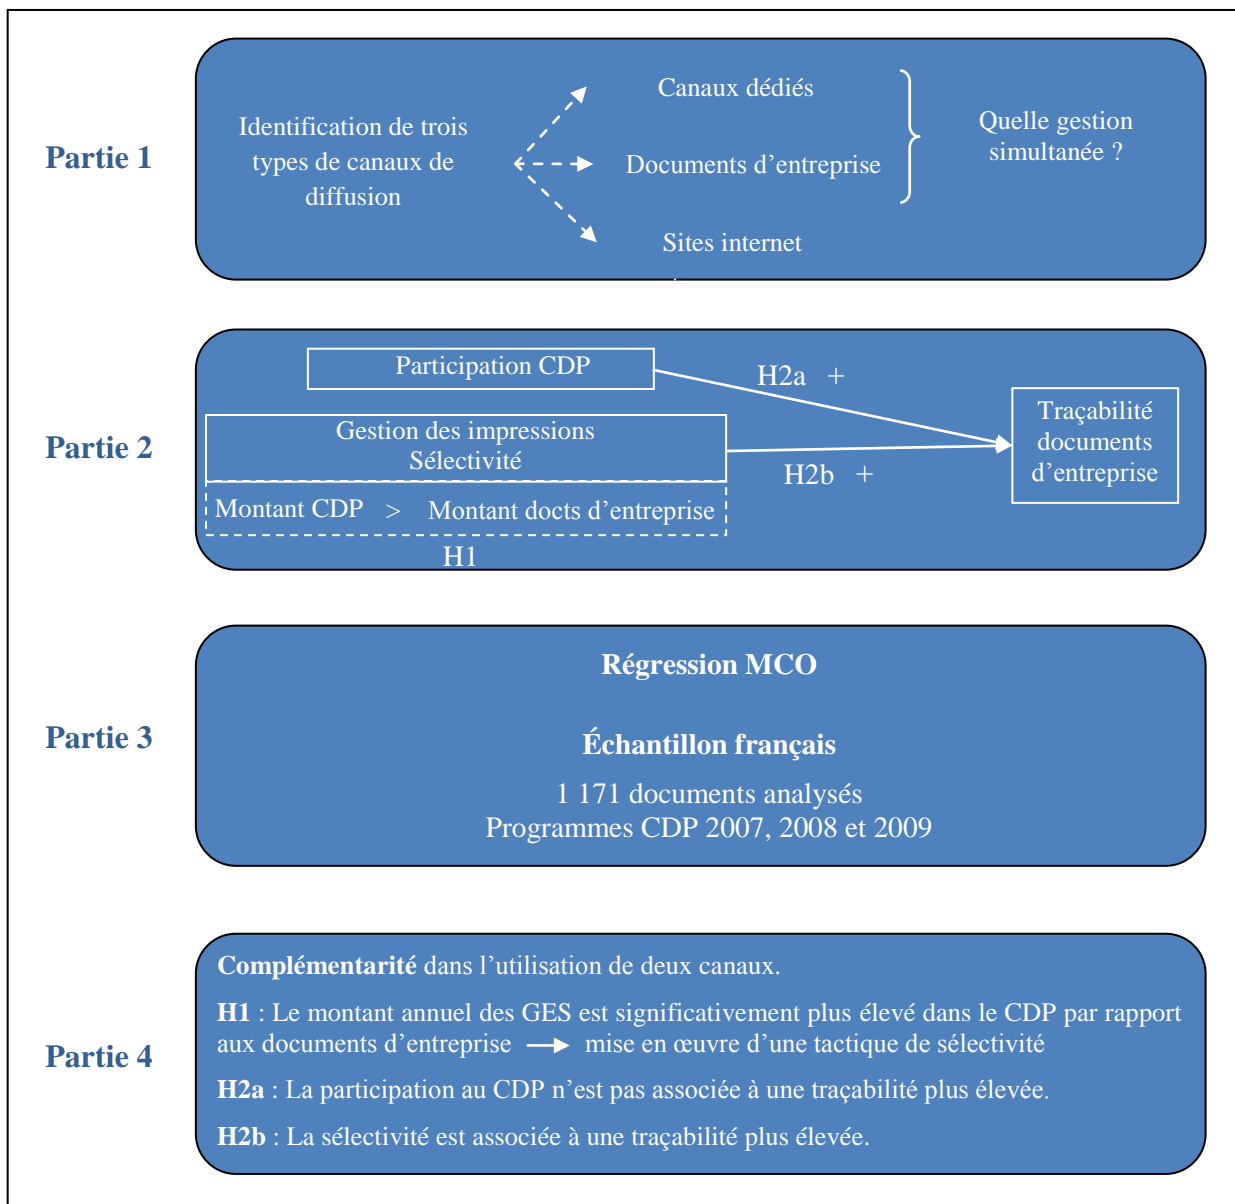 Partie 1
Identification de trois
types de canaux de
diffusion
Canaux dédiés
Documents d'entreprise
Sites internet
Quelle gestion
simultanée ?
Partie 2
Participation CDP
Gestion des impressions
Sélectivité
Montant CDP > Montant docts d'entreprise
H1
H2a +
H2b +
Traçabilité
documents
d'entreprise
Partie 3
Régression MCO
Échantillon français
1 171 documents analysés
Programmes CDP 2007, 2008 et 2009
Partie 4
Complémentarité dans l'utilisation de deux canaux.
H1 : Le montant annuel des GES est significativement plus élevé dans le CDP par rapport
aux documents d'entreprise → mise en œuvre d'une tactique de sélectivité
H2a : La participation au CDP n'est pas associée à une traçabilité plus élevée.
H2b : La sélectivité est associée à une traçabilité plus élevée.